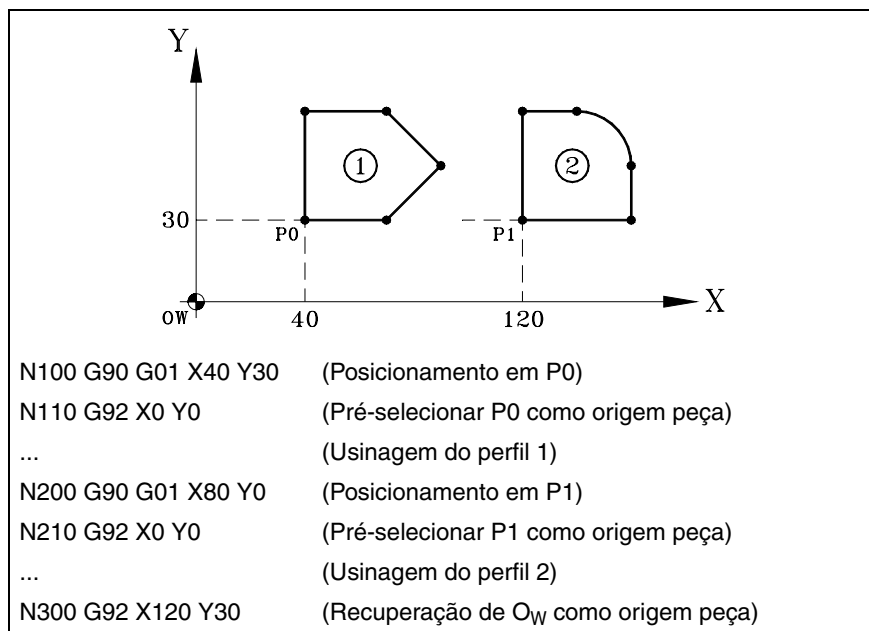 Y
1
2
30
P0
P1
X
OW
40
120
N100 G90 G01 X40 Y30 (Posicionamento em P0)
N110 G92 X0 Y0 (Pré-selecionar P0 como origem peça)
... (Usinagem do perfil 1)
N200 G90 G01 X80 Y0 (Posicionamento em P1)
N210 G92 X0 Y0 (Pré-selecionar P1 como origem peça)
... (Usinagem do perfil 2)
N300 G92 X120 Y30 (Recuperação de OW como origem peça)